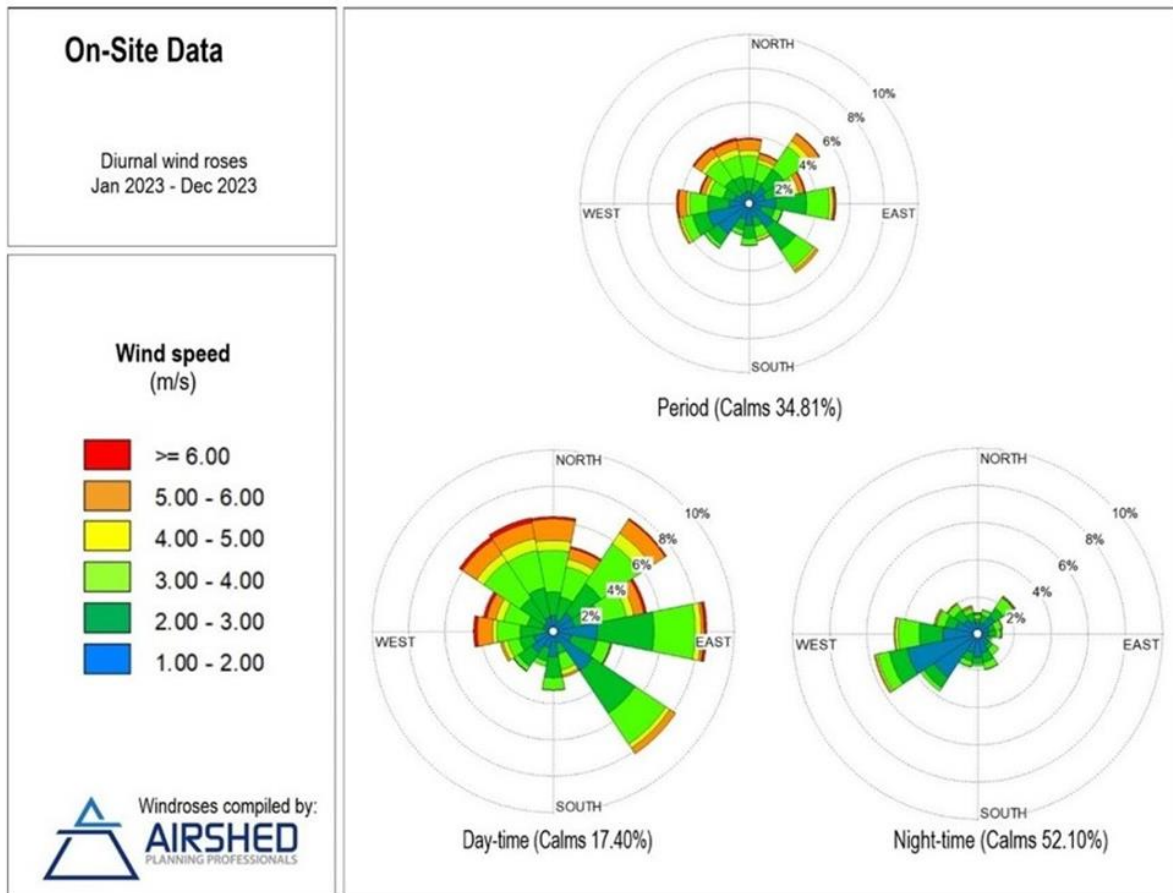 On-Site Data
Diurnal wind roses
Jan 2023 - Dec 2023
Wind speed
(m/s)
>= 6.00
5.00 - 6.00
4.00 - 5.00
3.00 - 4.00
2.00 - 3.00
1.00 - 2.00
Windroses compiled by:
AIRSHED
PLANNING PROFESSIONALS
NORTH
10%
8%
6%
4%
2%
WEST
EAST
SOUTH
Period (Calms 34.81%)
NORTH
10%
8%
6%
4%
2%
WEST
EAST
SOUTH
Day-time (Calms 17.40%)
NORTH
10%
8%
6%
4%
2%
WEST
EAST
SOUTH
Night-time (Calms 52.10%)